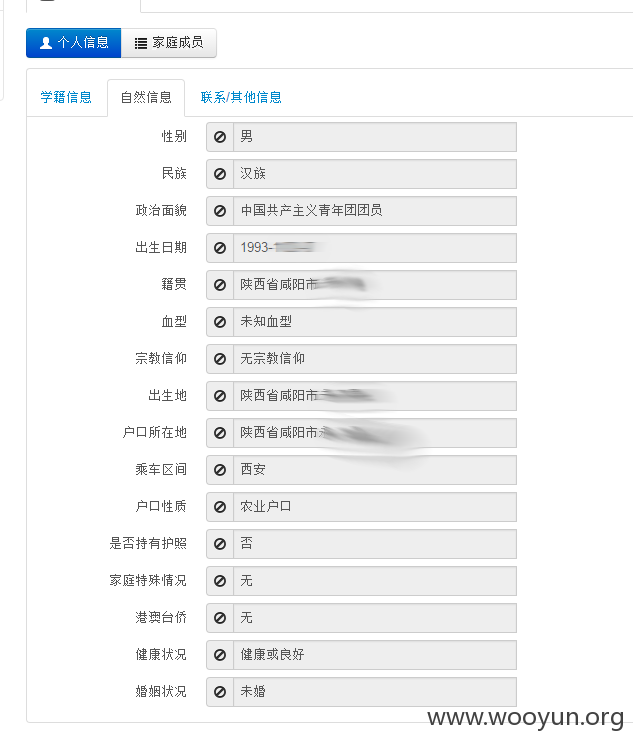 个人信息 家庭成员
学籍信息 自然信息 联系/其他信息
性别 男
民族 汉族
政治面貌 中国共产主义青年团团员
出生日期 1993-
籍贯 陕西省咸阳市
血型 未知血型
宗教信仰 无宗教信仰
出生地 陕西省咸阳市
户口所在地 陕西省咸阳市
乘车区间 西安
户口性质 农业户口
是否持有护照 否
家庭特殊情况 无
港澳台侨 无
健康状况 健康或良好
婚姻状况 未婚
www.wooyun.org